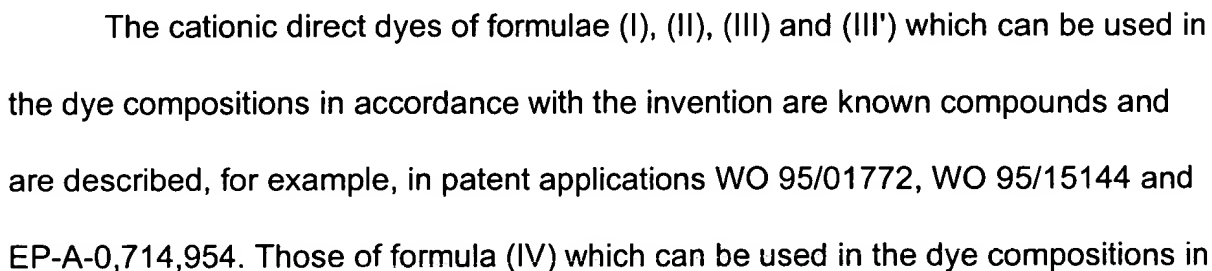 The cationic direct dyes of formulae (I), (II), (III) and (III') which can be used in
the dye compositions in accordance with the invention are known compounds and
are described, for example, in patent applications WO 95/01772, WO 95/15144 and
EP-A-0,714,954. Those of formula (IV) which can be used in the dye compositions in